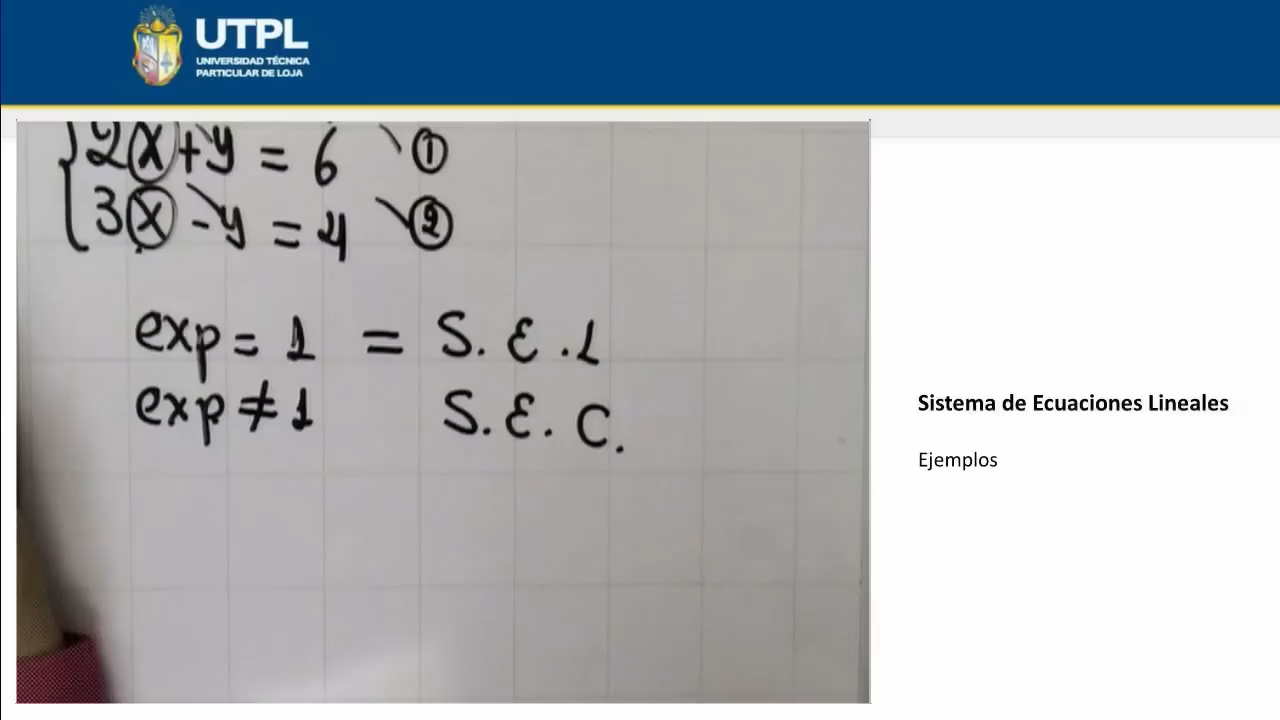 UTPL
UNIVERSIDAD TÉCNICA
PARTICULAR DE LOJA
2x+y = 6 ①
3x-y = 4 ②
exp = 1 = S.E.L
exp ≠ 1 S.E.C.
Sistema de Ecuaciones Lineales
Ejemplos